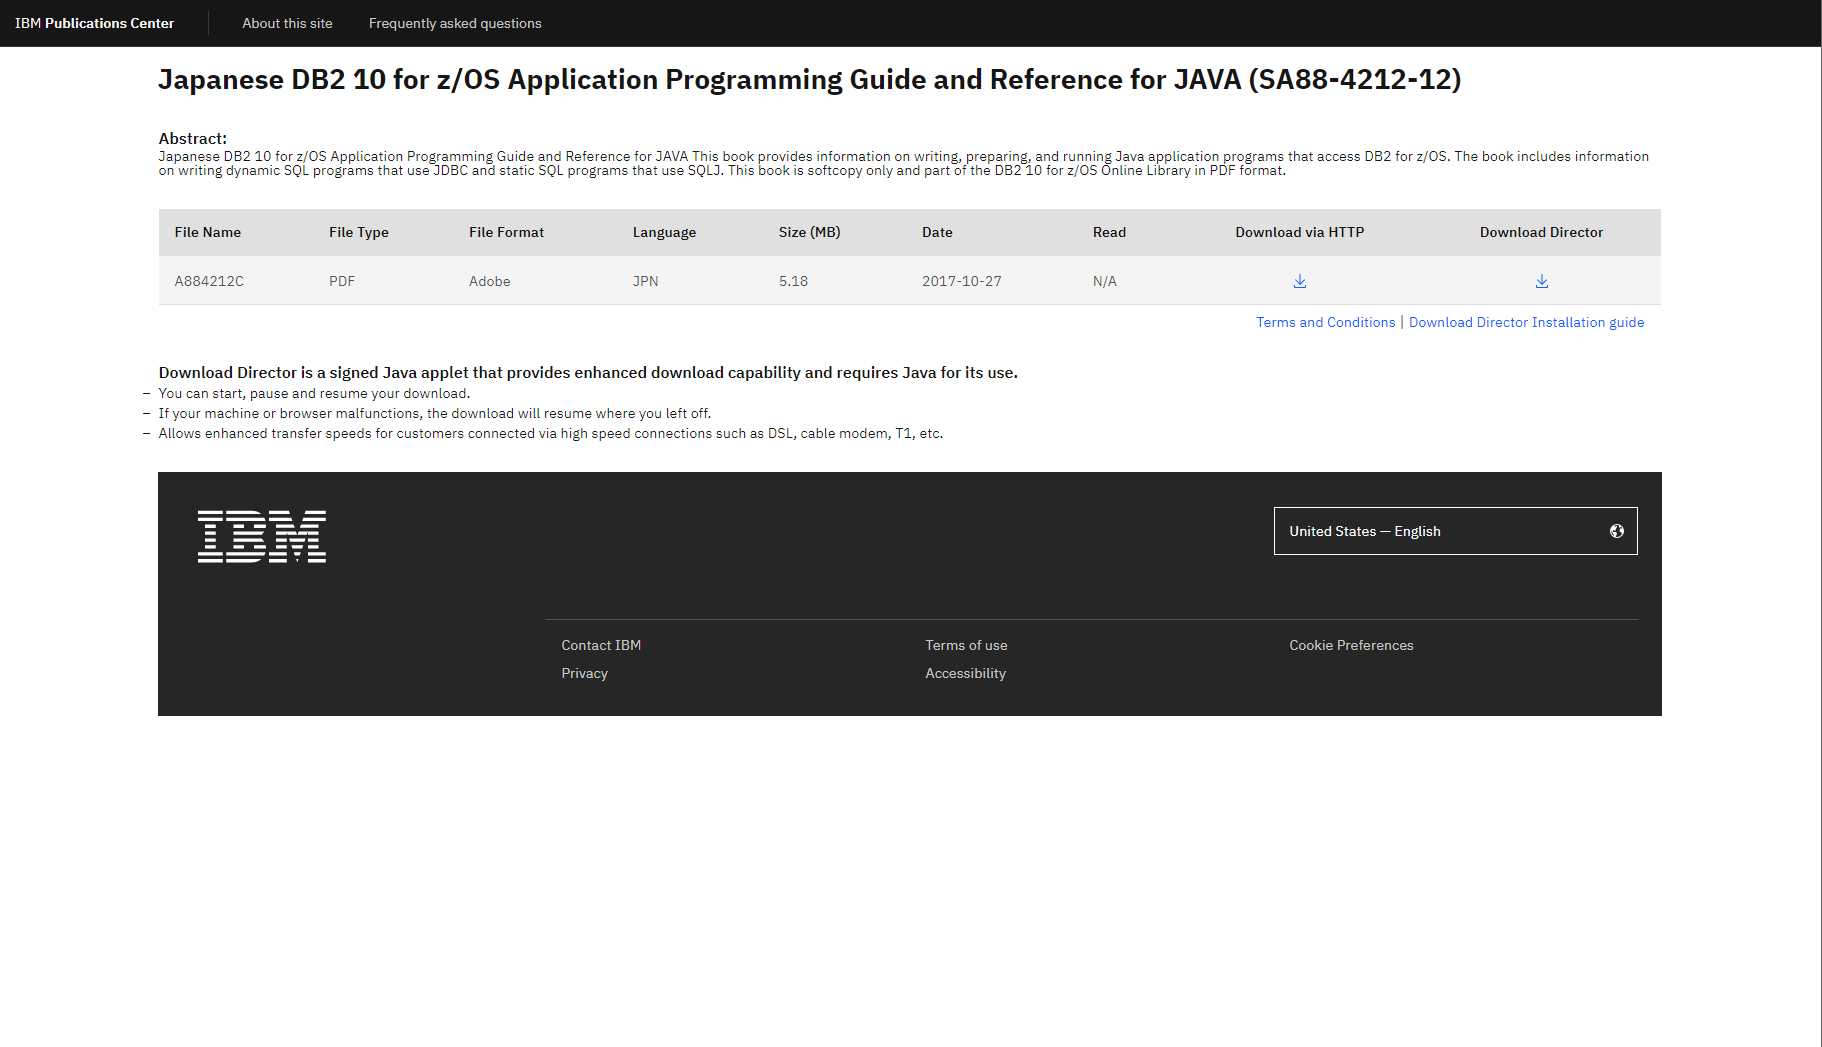 IBM Publications Center
About this site
Frequently asked questions
Japanese DB2 10 for z/OS Application Programming Guide and Reference for JAVA (SA88-4212-12)
Abstract:
Japanese DB2 10 for z/OS Application Programming Guide and Reference for JAVA This book provides information on writing, preparing, and running Java application programs that access DB2 for z/OS. The book includes information
on writing dynamic SQL programs that use JDBC and static SQL programs that use SQLJ. This book is softcopy only and part of the DB2 10 for z/OS Online Library in PDF format.
File Name File Type File Format Language Size (MB) Date Read Download via HTTP Download Director
A884212C PDF Adobe JPN 5.18 2017-10-27 N/A
Terms and Conditions | Download Director Installation guide
Download Director is a signed Java applet that provides enhanced download capability and requires Java for its use.
– You can start, pause and resume your download.
– If your machine or browser malfunctions, the download will resume where you left off.
– Allows enhanced transfer speeds for customers connected via high speed connections such as DSL, cable modem, T1, etc.
IBM
United States — English
Contact IBM Terms of use Cookie Preferences
Privacy Accessibility